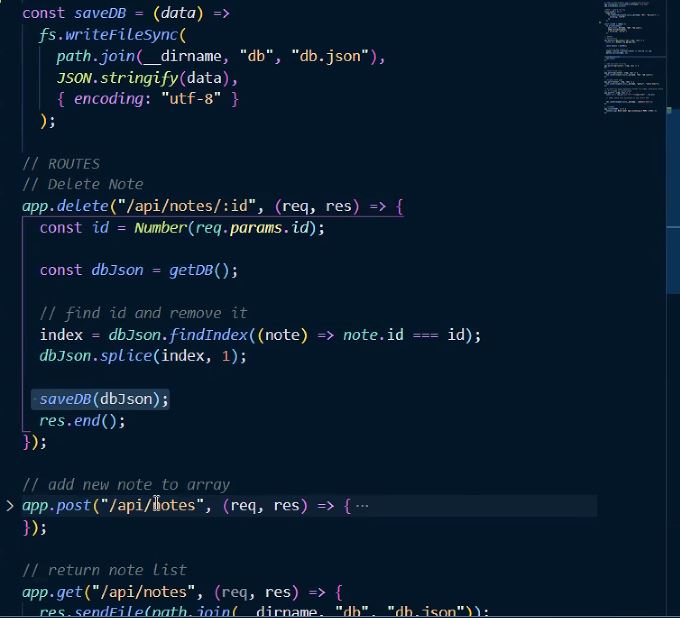 const saveDB = (data) =>
fs.writeFileSync(
path.join(__dirname, "db", "db.json"),
JSON.stringify(data),
{ encoding: "utf-8" }
);
// ROUTES
// Delete Note
app.delete("/api/notes/:id", (req, res) => {
const id = Number(req.params.id);
const dbJson = getDB();
// find id and remove it
index = dbJson.findIndex((note) => note.id === id);
dbJson.splice(index, 1);
saveDB(dbJson);
res.end();
});
// add new note to array
app.post("/api/notes", (req, res) => { ···
});
// return note list
app.get("/api/notes", (req, res) => {
res.sendFile(path.join(__dirname, "db", "db.json"));